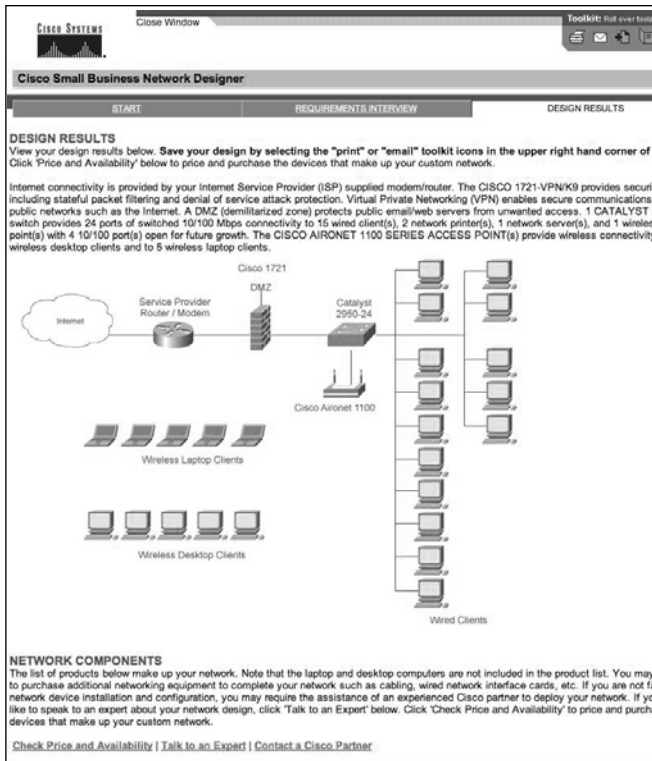 CISCO SYSTEMS
Close Window
Toolkit: Roll over tools
Cisco Small Business Network Designer
START
REQUIREMENTS INTERVIEW
DESIGN RESULTS
DESIGN RESULTS
View your design results below. Save your design by selecting the "print" or "email" toolkit icons in the upper right hand corner of
Click 'Price and Availability' below to price and purchase the devices that make up your custom network.
Internet connectivity is provided by your Internet Service Provider (ISP) supplied modem/router. The CISCO 1721-VPN/K9 provides securi
including stateful packet filtering and denial of service attack protection. Virtual Private Networking (VPN) enables secure communications
public networks such as the Internet. A DMZ (demilitarized zone) protects public email/web servers from unwanted access. 1 CATALYST
switch provides 24 ports of switched 10/100 Mbps connectivity to 15 wired client(s), 2 network printer(s), 1 network server(s), and 1 wireles
point(s) with 4 10/100 port(s) open for future growth. The CISCO AIRONET 1100 SERIES ACCESS POINT(s) provide wireless connectivity
wireless desktop clients and to 5 wireless laptop clients.
Cisco 1721
DMZ
Service Provider
Router / Modem
Catalyst
2950-24
Internet
Cisco Aironet 1100
Wireless Laptop Clients
Wireless Desktop Clients
Wired Clients
NETWORK COMPONENTS
The list of products below make up your network. Note that the laptop and desktop computers are not included in the product list. You may
to purchase additional networking equipment to complete your network such as cabling, wired network interface cards, etc. If you are not fa
network device installation and configuration, you may require the assistance of an experienced Cisco partner to deploy your network. If yo
like to speak to an expert about your network design, click 'Talk to an Expert' below. Click 'Check Price and Availability' to price and purcha
devices that make up your custom network.
Check Price and Availability | Talk to an Expert | Contact a Cisco Partner